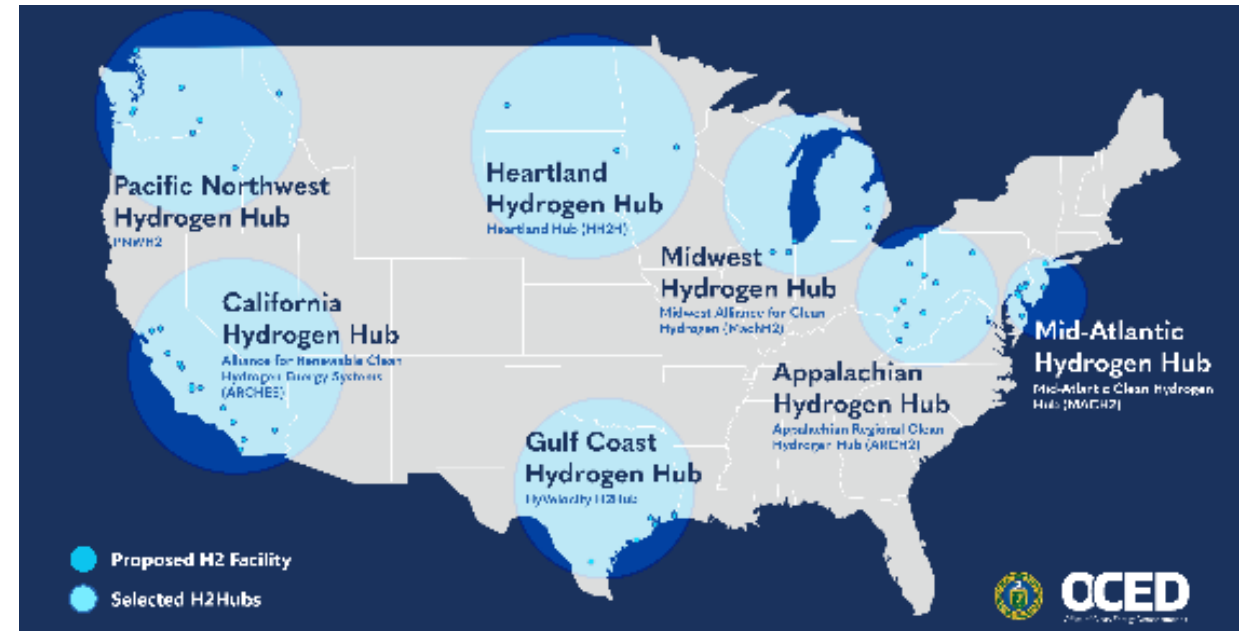 Pacific Northwest
Hydrogen Hub
PNWH2
Heartland
Hydrogen Hub
Heartland Hub (HH2H)
Midwest
Hydrogen Hub
Midwest Alliance for Clean
Hydrogen (MachH2)
California
Hydrogen Hub
Alliance for Renewable Clean
Hydrogen Energy Systems
(ARCHES)
Appalachian
Hydrogen Hub
Appalachian Regional Clean
Hydrogen Hub (ARCH2)
Mid-Atlantic
Hydrogen Hub
Mid-Atlantic Clean Hydrogen
Hub (MACH2)
Gulf Coast
Hydrogen Hub
HyVelocity H2Hub
Proposed H2 Facility
Selected H2Hubs
OCED